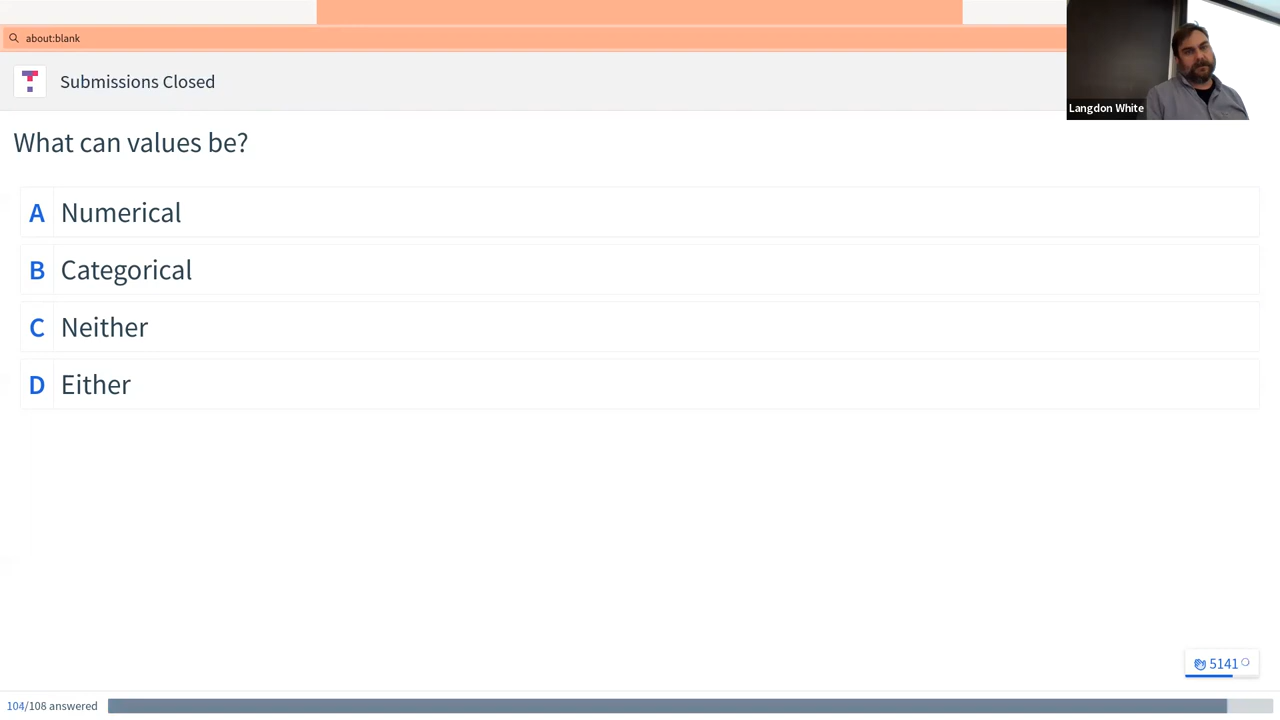 about:blank
Submissions Closed
Langdon White
What can values be?
A Numerical
B Categorical
C Neither
D Either
5141
104/108 answered